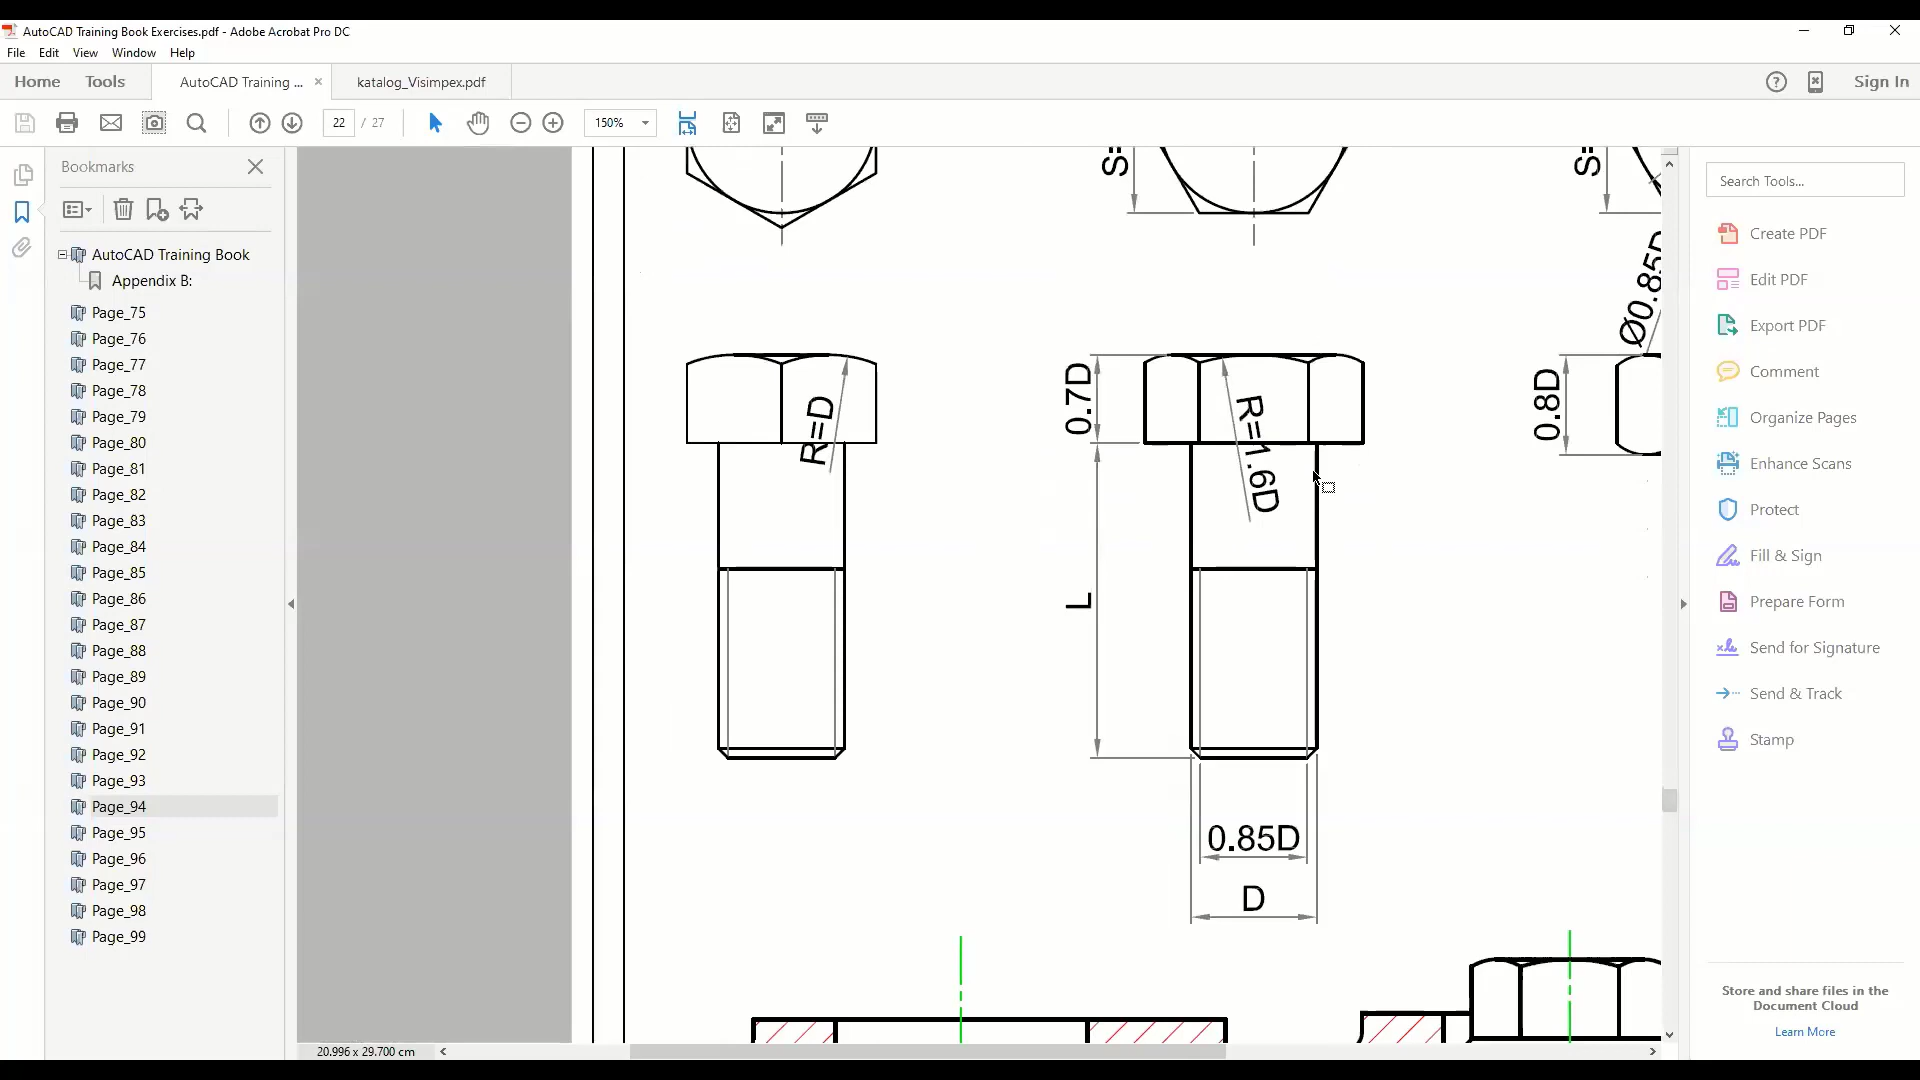 AutoCAD Training Book Exercises.pdf - Adobe Acrobat Pro DC
File Edit View Window Help
Home Tools AutoCAD Training ... × katalog_Visimpex.pdf Sign In
22 / 27 150%
Bookmarks
AutoCAD Training Book
Appendix B:
Page_75
Page_76
Page_77
Page_78
Page_79
Page_80
Page_81
Page_82
Page_83
Page_84
Page_85
Page_86
Page_87
Page_88
Page_89
Page_90
Page_91
Page_92
Page_93
Page_94
Page_95
Page_96
Page_97
Page_98
Page_99
S=
S=
Ø0.85D
R=D
0.7D
R=1.6D
0.8D
L
0.85D
D
20.996 x 29.700 cm
Search Tools...
Create PDF
Edit PDF
Export PDF
Comment
Organize Pages
Enhance Scans
Protect
Fill & Sign
Prepare Form
Send for Signature
Send & Track
Stamp
Store and share files in the
Document Cloud
Learn More